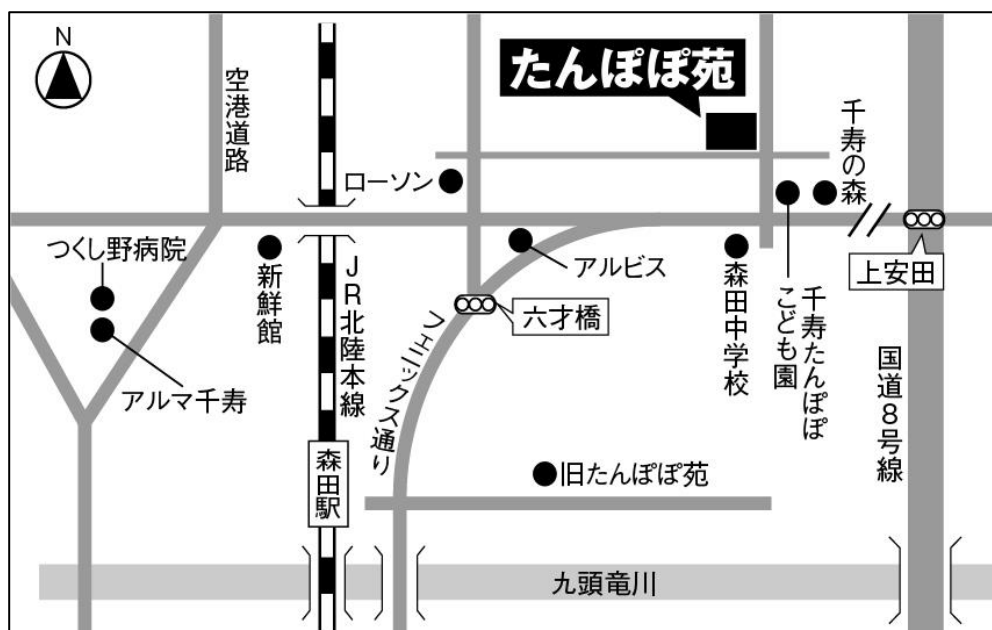 N
たんぽぽ苑
空港道路
千寿の森
ローソン
つくし野病院
新鮮館
JR北陸本線
アルビス
森田中学校
千寿たんぽぽ
こども園
上安田
六才橋
アルマ千寿
フェニックス通り
国道8号線
森田駅
旧たんぽぽ苑
九頭竜川